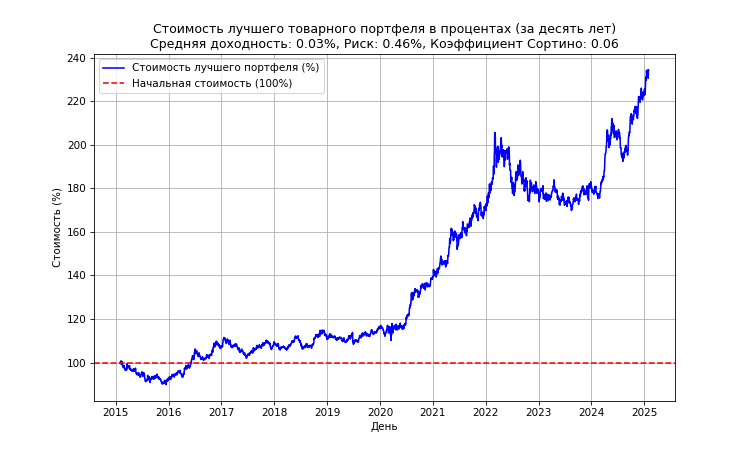 Стоимость лучшего товарного портфеля в процентах (за десять лет)
Средняя доходность: 0.03%, Риск: 0.46%, Коэффициент Сортино: 0.06
Стоимость лучшего портфеля (%)
Начальная стоимость (100%)
Стоимость (%)
240
220
200
180
160
140
120
100
2015 2016 2017 2018 2019 2020 2021 2022 2023 2024 2025
День